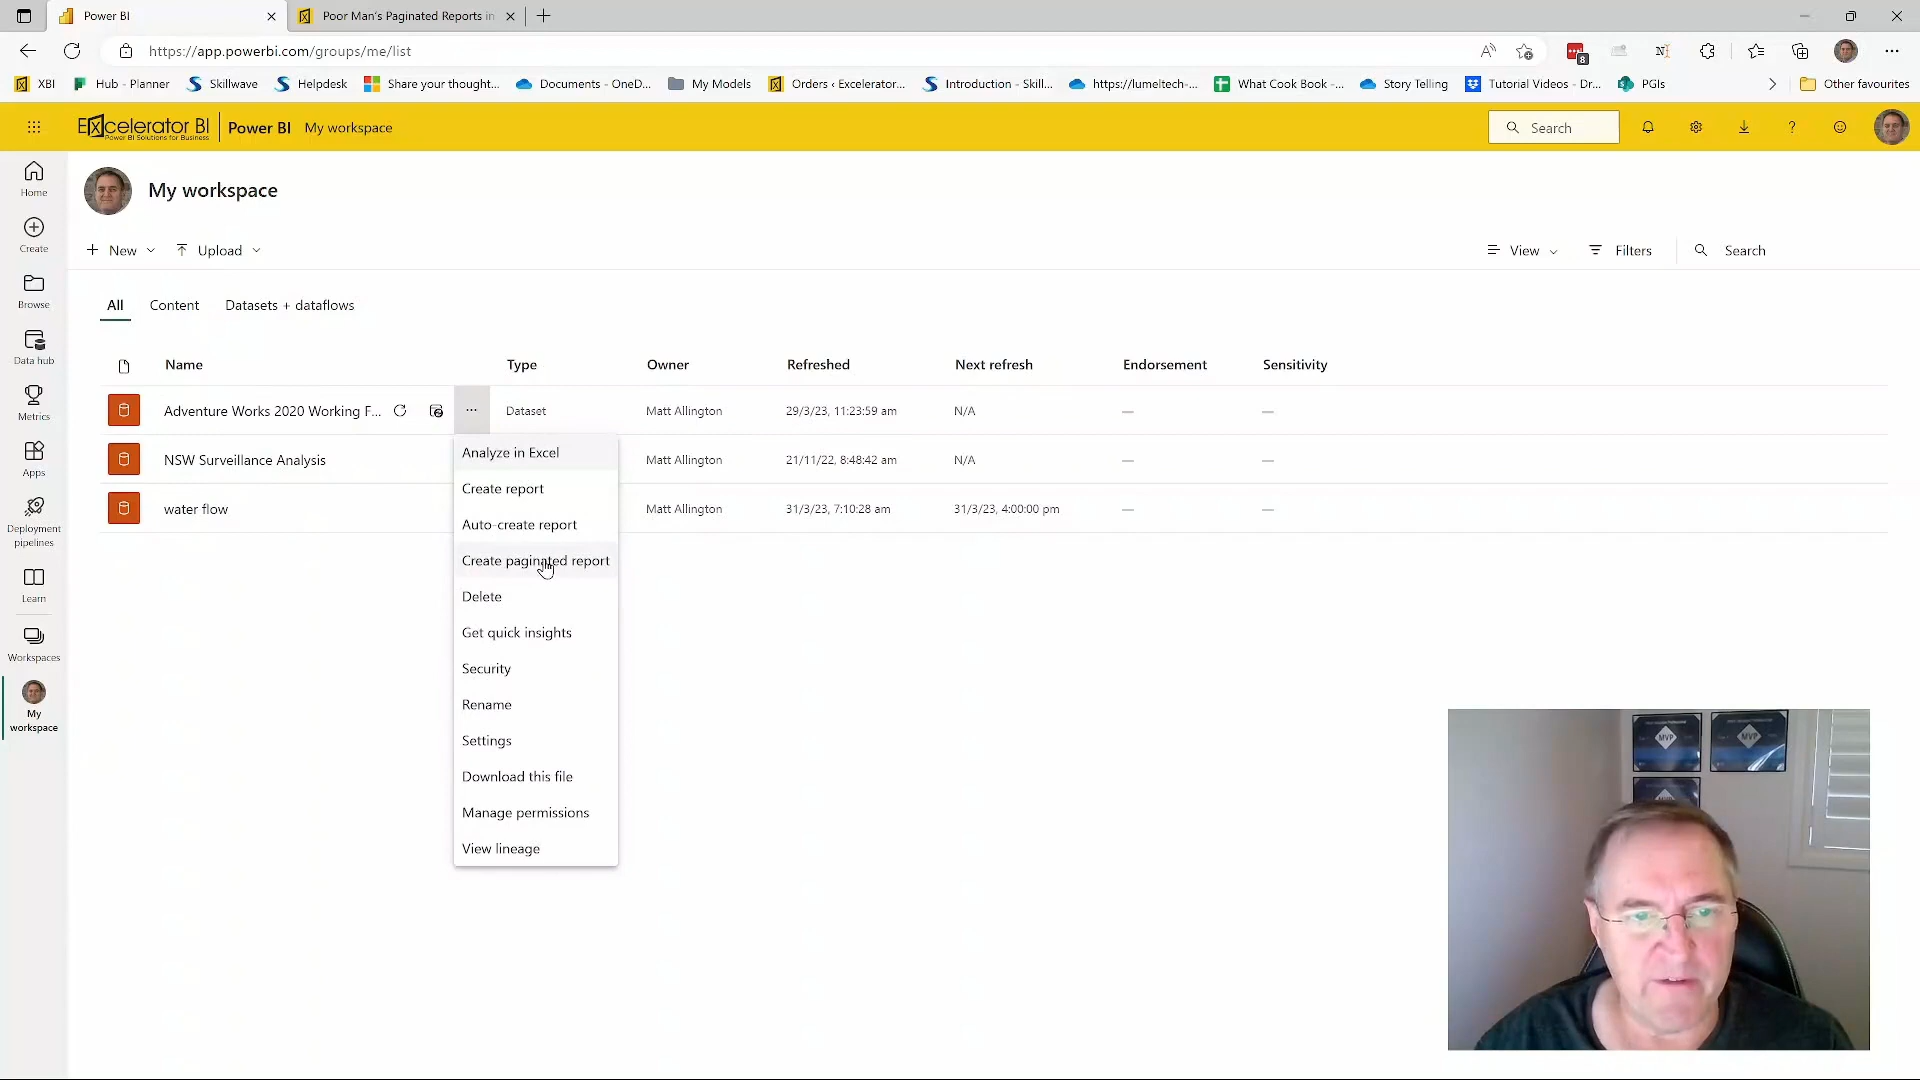 Power BI
Poor Man's Paginated Reports in
https://app.powerbi.com/groups/me/list
8
XBI
Hub - Planner
Skillwave
Helpdesk
Share your thought...
Documents - OneD...
My Models
Orders ‹ Excelerator...
Introduction - Skill...
https://lumeltech-...
What Cook Book -...
Story Telling
Tutorial Videos - Dr...
PGIs
Other favourites
Excelerator BI
Power BI Solutions for Business
Power BI
My workspace
Search
?
Home
Create
Browse
Data hub
Metrics
Apps
Deployment
pipelines
Learn
Workspaces
My
workspace
My workspace
New
Upload
View
Filters
Search
All
Content
Datasets + dataflows
Name
Type
Owner
Refreshed
Next refresh
Endorsement
Sensitivity
Adventure Works 2020 Working F...
Dataset
Matt Allington
29/3/23, 11:23:59 am
N/A
—
—
NSW Surveillance Analysis
Matt Allington
21/11/22, 8:48:42 am
N/A
—
—
water flow
Matt Allington
31/3/23, 7:10:28 am
31/3/23, 4:00:00 pm
—
—
Analyze in Excel
Create report
Auto-create report
Create paginated report
Delete
Get quick insights
Security
Rename
Settings
Download this file
Manage permissions
View lineage
MVP
MVP